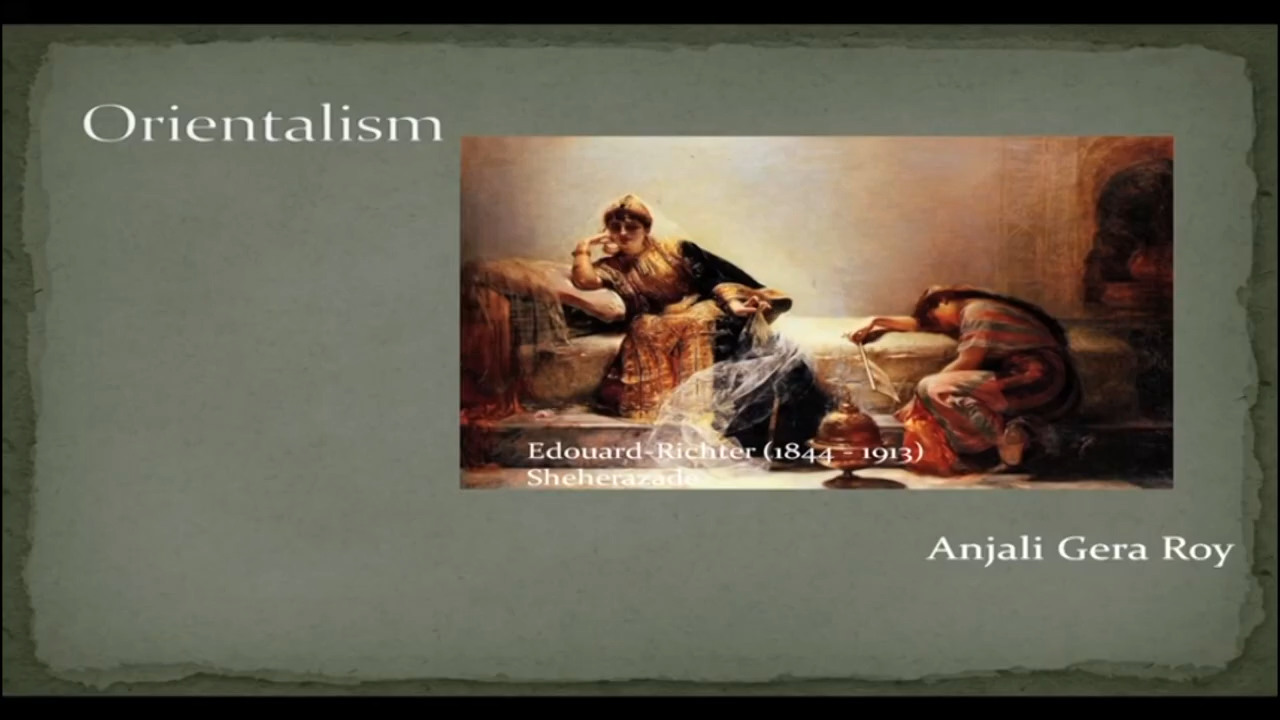 Orientalism
Edouard-Richter (1844 - 1913)
Sheherazade
Anjali Gera Roy